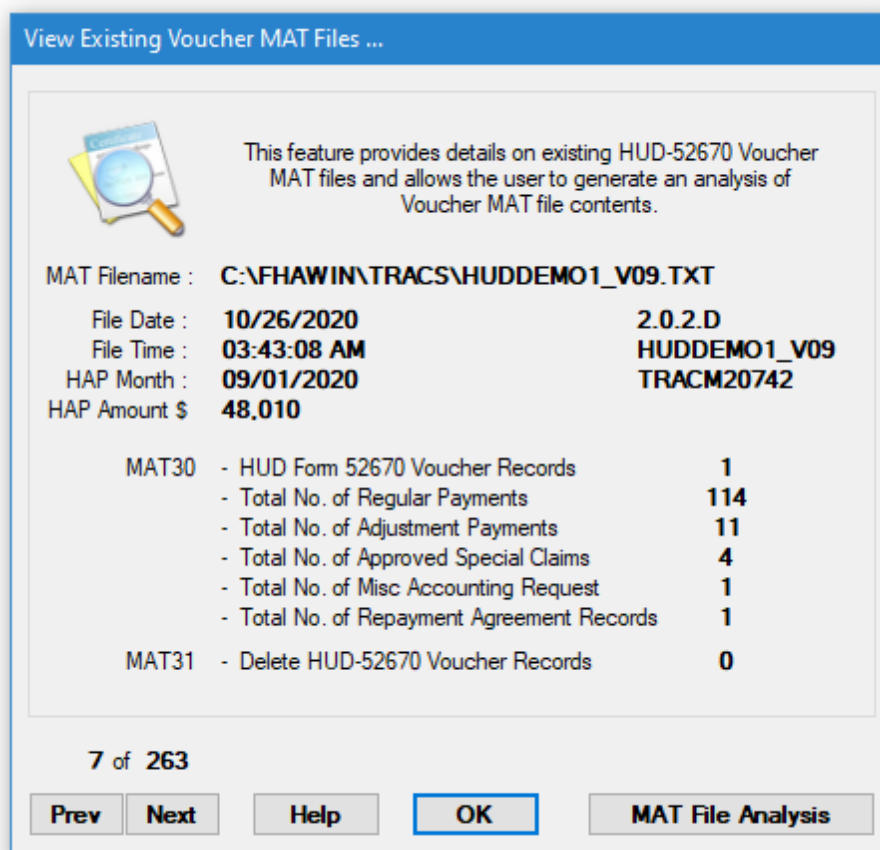 View Existing Voucher MAT Files ...
Certificate
This feature provides details on existing HUD-52670 Voucher
MAT files and allows the user to generate an analysis of
Voucher MAT file contents.
MAT Filename : C:\FHAWIN\TRACS\HUDDEMO1_V09.TXT
File Date : 10/26/2020 2.0.2.D
File Time : 03:43:08 AM HUDDEMO1_V09
HAP Month : 09/01/2020 TRACM20742
HAP Amount $ 48,010
MAT30 - HUD Form 52670 Voucher Records 1
- Total No. of Regular Payments 114
- Total No. of Adjustment Payments 11
- Total No. of Approved Special Claims 4
- Total No. of Misc Accounting Request 1
- Total No. of Repayment Agreement Records 1
MAT31 - Delete HUD-52670 Voucher Records 0
7 of 263
Prev Next Help OK MAT File Analysis